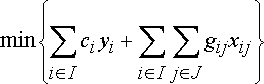 min{∑_{i∈I} c_i y_i + ∑_{i∈I} ∑_{j∈J} g_{ij} x_{ij}}